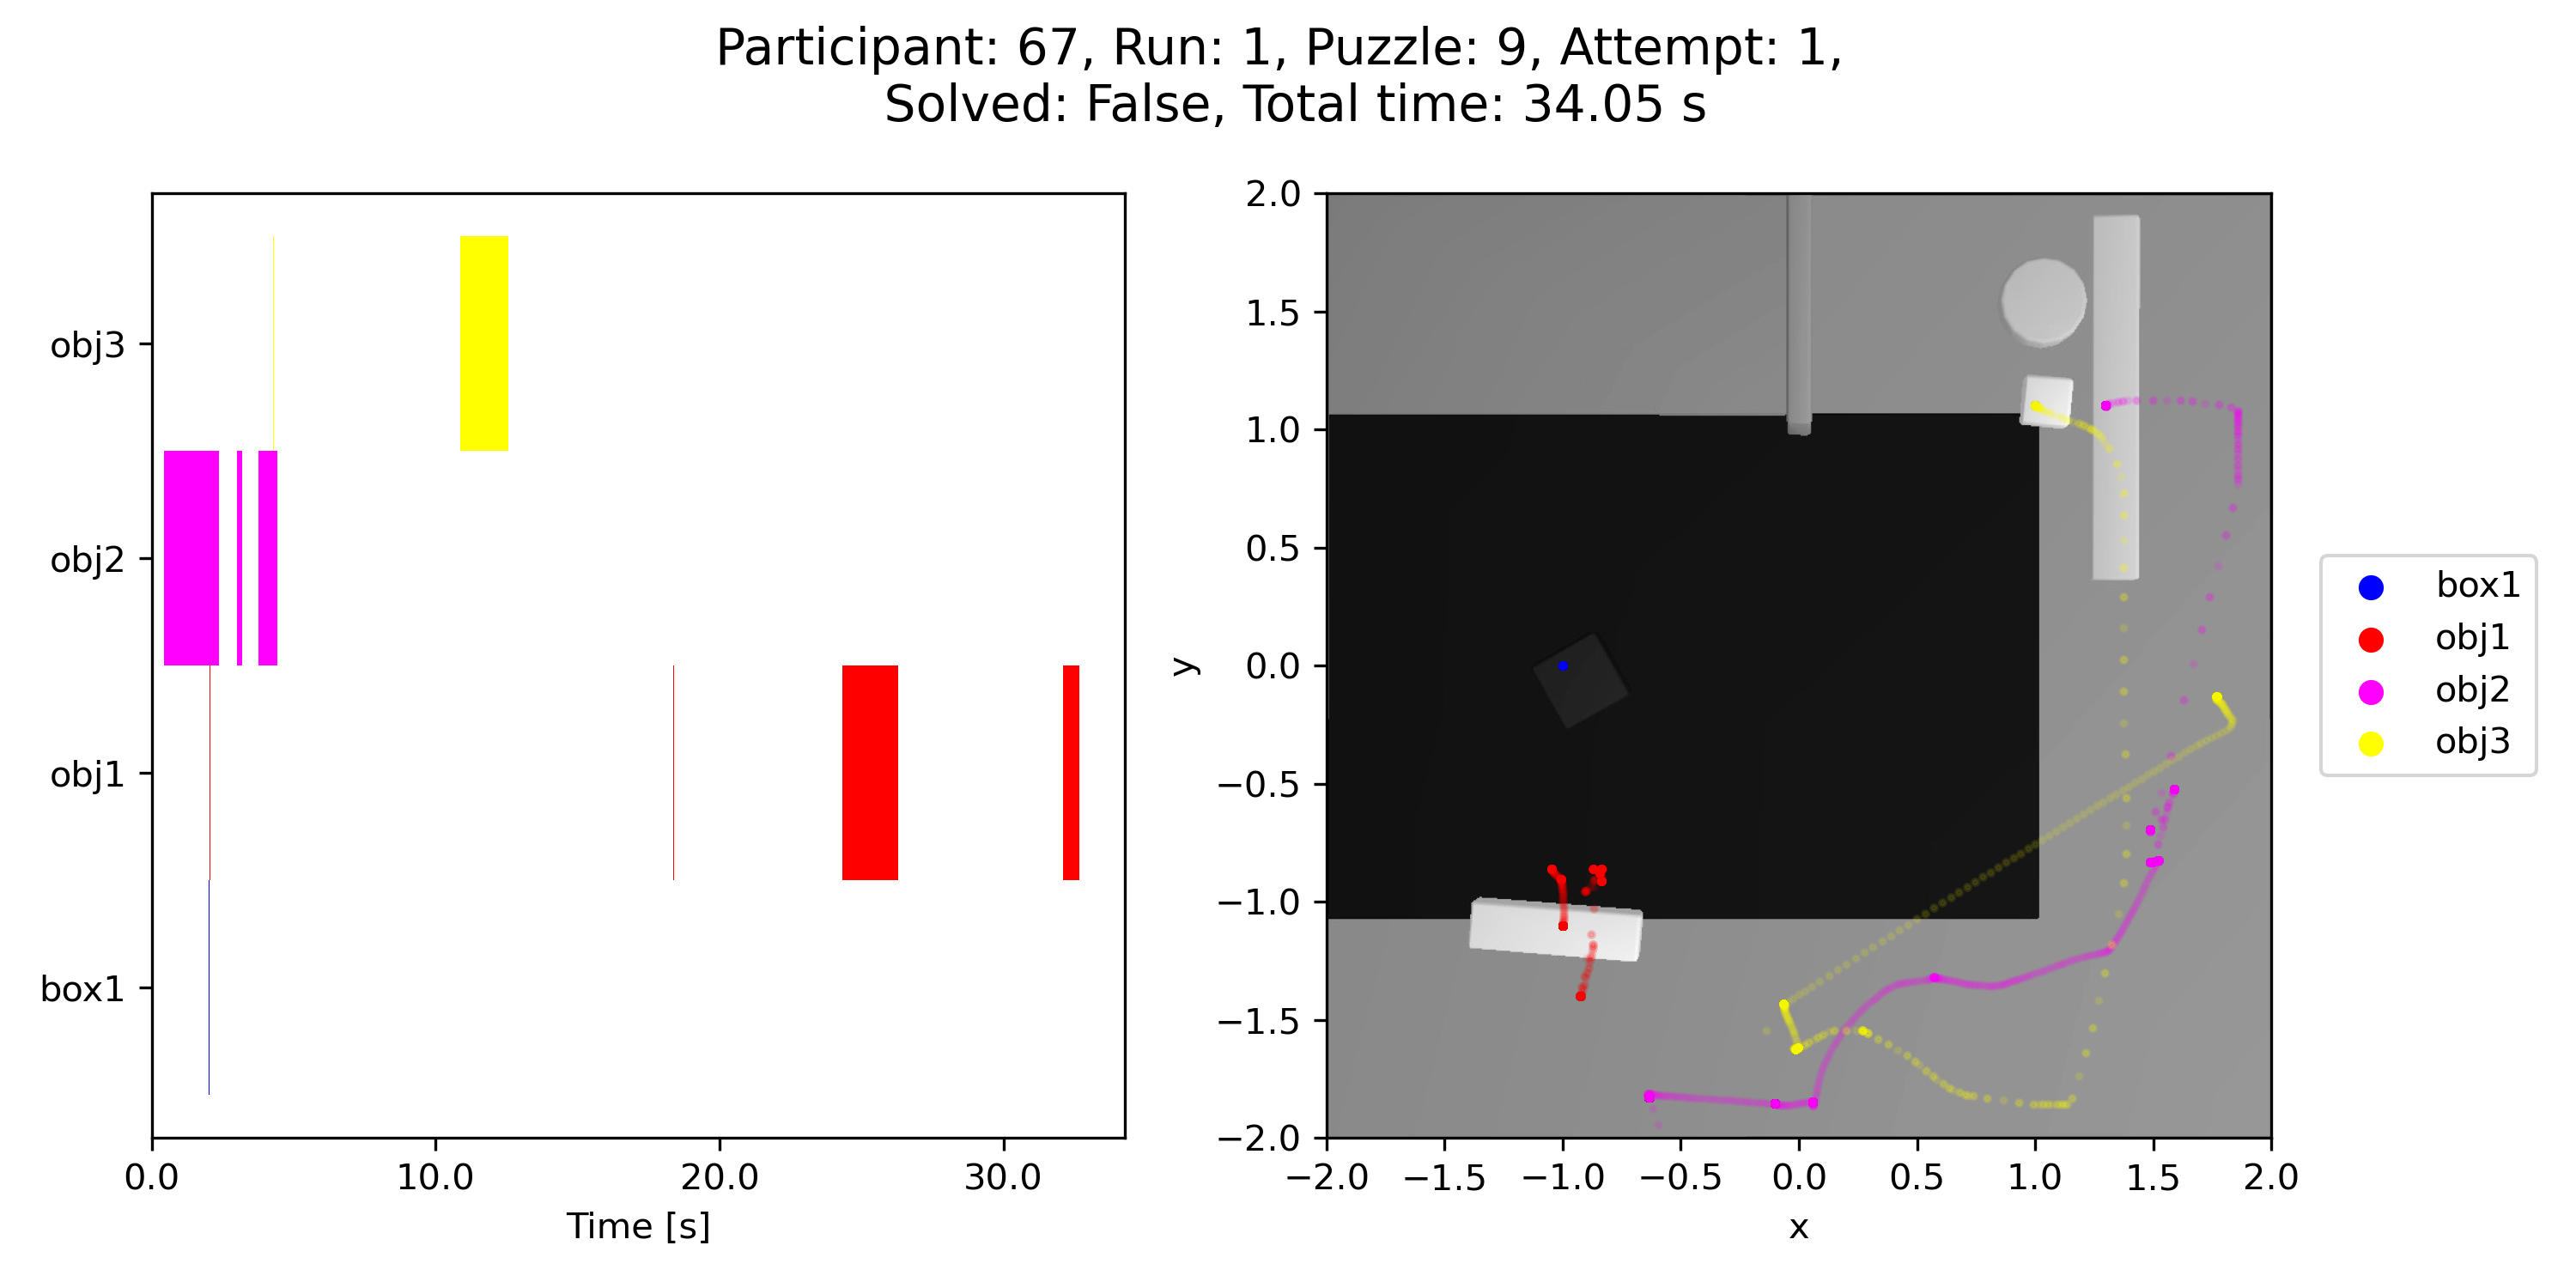 Participant: 67, Run: 1, Puzzle: 9, Attempt: 1,
Solved: False, Total time: 34.05 s
obj3
obj2
obj1
box1
0.0
10.0
20.0
30.0
Time [s]
2.0
1.5
1.0
0.5
0.0
−0.5
−1.0
−1.5
−2.0
y
−2.0
−1.5
−1.0
−0.5
0.0
0.5
1.0
1.5
2.0
x
box1
obj1
obj2
obj3